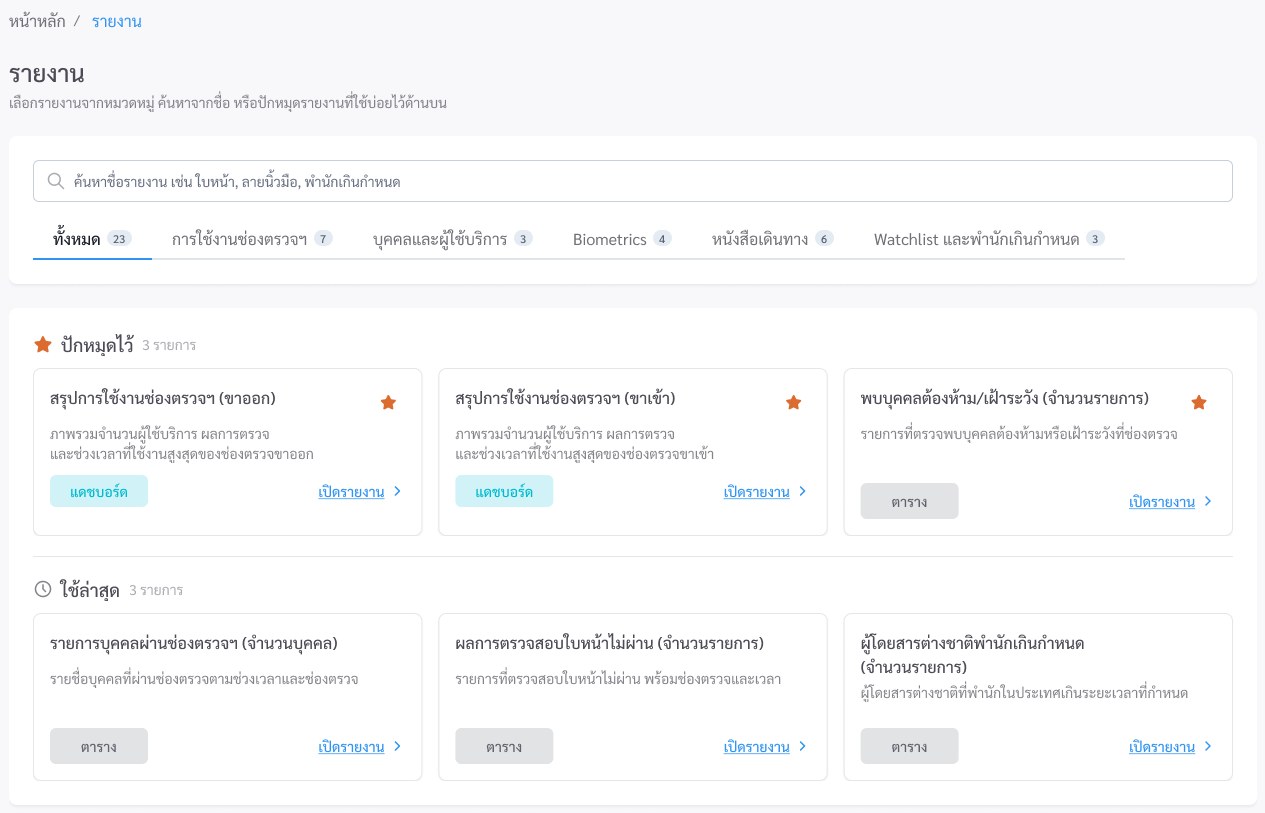 หน้าหลัก / รายงาน
รายงาน
เลือกรายงานจากหมวดหมู่ ค้นหาจากชื่อ หรือปักหมุดรายงานที่ใช้บ่อยไว้ด้านบน
ค้นหาชื่อรายงาน เช่น ใบหน้า, ลายนิ้วมือ, พำนักเกินกำหนด
ทั้งหมด 23 การใช้งานช่องตรวจฯ 7 บุคคลและผู้ใช้บริการ 3 Biometrics 4 หนังสือเดินทาง 6 Watchlist และพำนักเกินกำหนด 3
ปักหมุดไว้ 3 รายการ
สรุปการใช้งานช่องตรวจฯ (ขาออก)
ภาพรวมจำนวนผู้ใช้บริการ ผลการตรวจ
และช่วงเวลาที่ใช้งานสูงสุดของช่องตรวจขาออก
แดชบอร์ด เปิดรายงาน
สรุปการใช้งานช่องตรวจฯ (ขาเข้า)
ภาพรวมจำนวนผู้ใช้บริการ ผลการตรวจ
และช่วงเวลาที่ใช้งานสูงสุดของช่องตรวจขาเข้า
แดชบอร์ด เปิดรายงาน
พบบุคคลต้องห้าม/เฝ้าระวัง (จำนวนรายการ)
รายการที่ตรวจพบบุคคลต้องห้ามหรือเฝ้าระวังที่ช่องตรวจ
ตาราง เปิดรายงาน
ใช้ล่าสุด 3 รายการ
รายการบุคคลผ่านช่องตรวจฯ (จำนวนบุคคล)
รายชื่อบุคคลที่ผ่านช่องตรวจตามช่วงเวลาและช่องตรวจ
ตาราง เปิดรายงาน
ผลการตรวจสอบใบหน้าไม่ผ่าน (จำนวนรายการ)
รายการที่ตรวจสอบใบหน้าไม่ผ่าน พร้อมช่องตรวจและเวลา
ตาราง เปิดรายงาน
ผู้โดยสารต่างชาติพำนักเกินกำหนด
(จำนวนรายการ)
ผู้โดยสารต่างชาติที่พำนักในประเทศเกินระยะเวลาที่กำหนด
ตาราง เปิดรายงาน